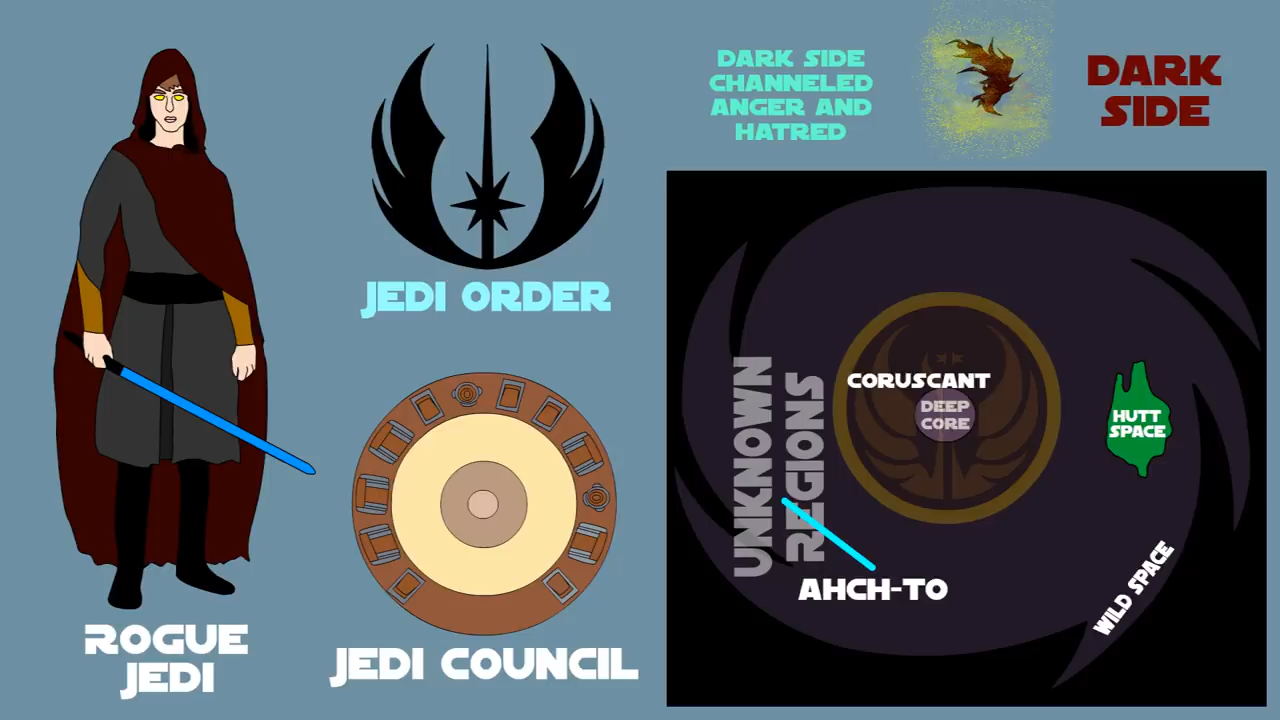 ROGUE
JEDI
JEDI ORDER
JEDI COUNCIL
DARK SIDE
CHANNELED
ANGER AND
HATRED
DARK
SIDE
UNKNOWN
REGIONS
CORUSCANT
DEEP
CORE
HUTT
SPACE
AHCH-TO
WILD SPACE